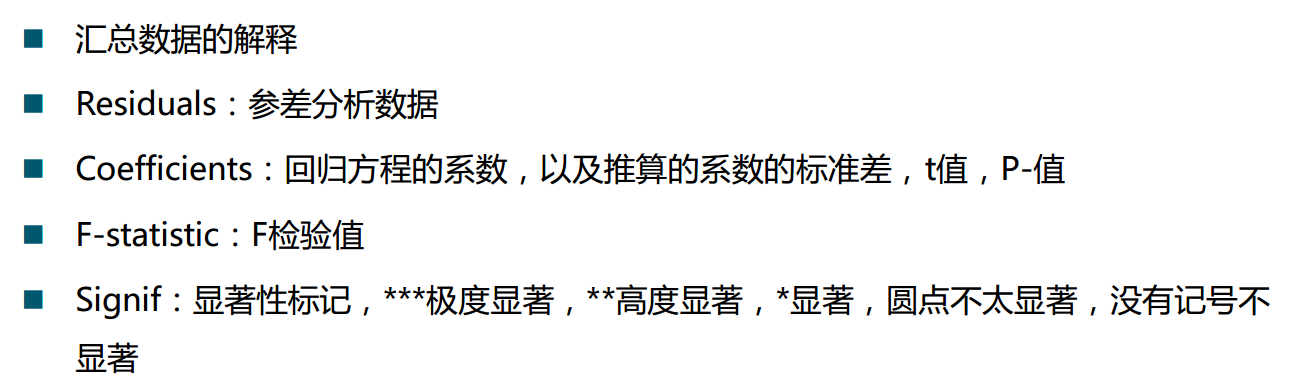 汇总数据的解释
Residuals：参差分析数据
Coefficients：回归方程的系数，以及推算的系数的标准差，t值，P-值
F-statistic：F检验值
Signif：显著性标记，***极度显著，**高度显著，*显著，圆点不太显著，没有记号不
显著